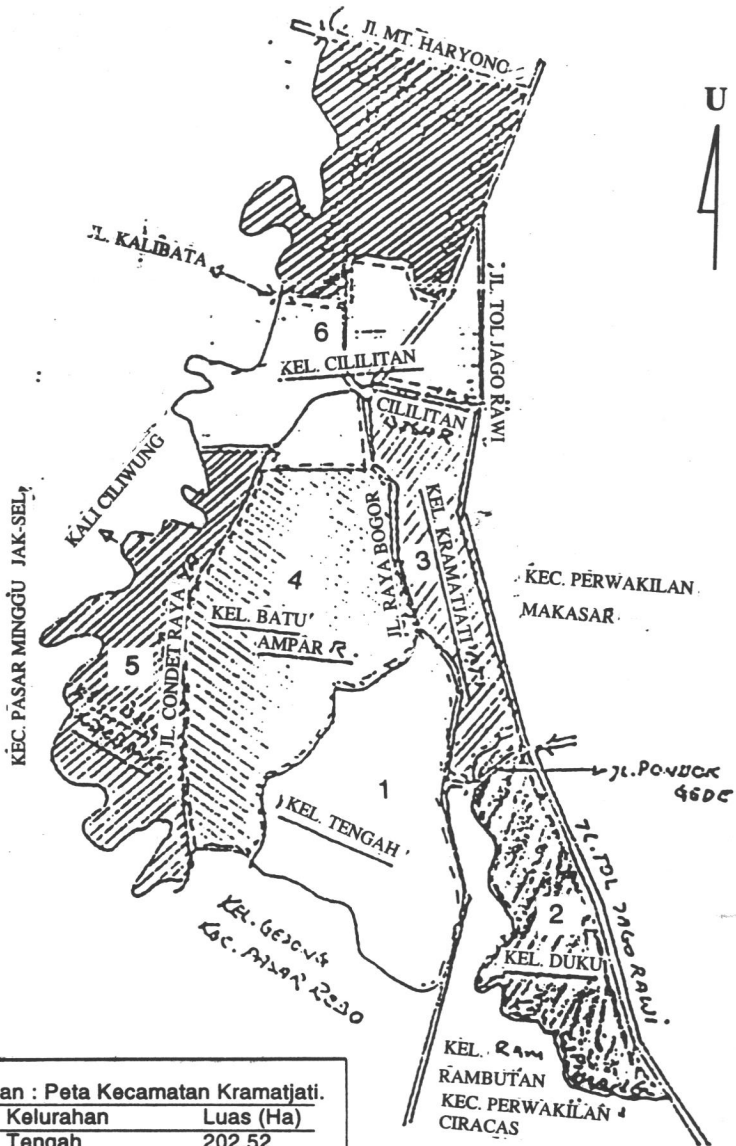 JL. MT. HARYONO
U
JL. KALIBATA
JL. TOL JAGO RAWI
6
KEL. CILILITAN
CILILITAN
KALI CILIWUNG
KEC. PASAR MINGGU JAK-SEL
JL. RAYA BOGOR
KEL. KRAMATJATI
3
KEC. PERWAKILAN
MAKASAR
4
KEL. BATU
AMPAR
JL. CONDET RAYA
5
1
KEL. TENGAH
JL. PONDOK
GEDE
JL. TOL JAGO RAWI
2
KEL. DUKU
KEL. GEDONG
KEC. PASAR REBO
KEL. Ram
RAMBUTAN
KEC. PERWAKILAN
CIRACAS
an : Peta Kecamatan Kramatjati.
Kelurahan Luas (Ha)
Tengah 202,52